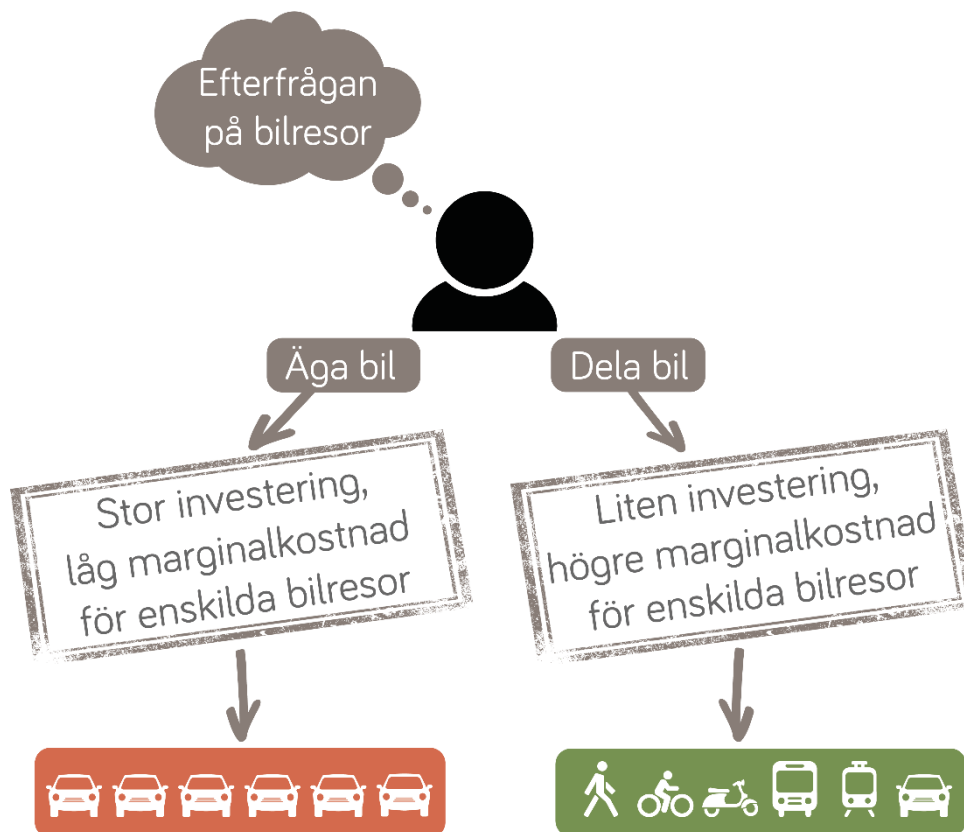 Efterfrågan
på bilresor
Äga bil
Dela bil
Stor investering,
låg marginalkostnad
för enskilda bilresor
Liten investering,
högre marginalkostnad
för enskilda bilresor